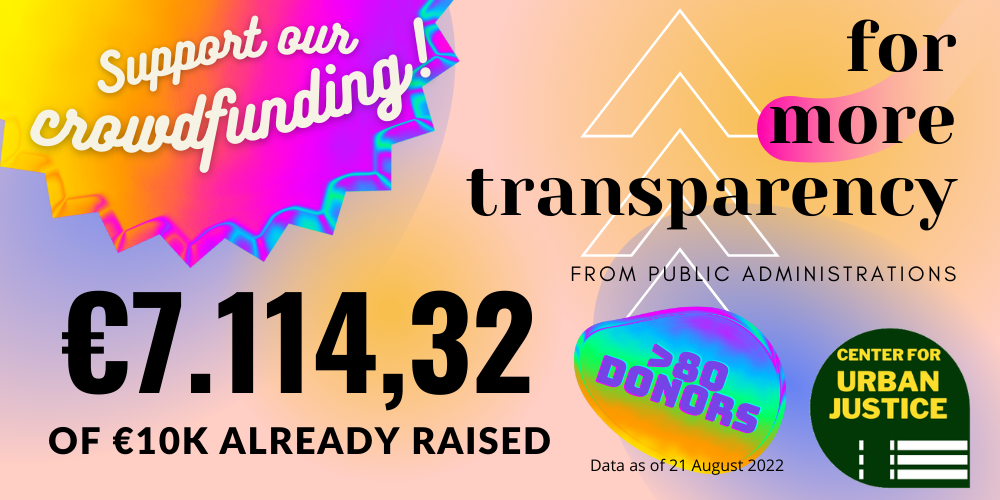 Support our
crowdfunding!
for
more
transparency
FROM PUBLIC ADMINISTRATIONS
€7.114,32
OF €10K ALREADY RAISED
>80
DONORS
Data as of 21 August 2022
CENTER FOR
URBAN
JUSTICE